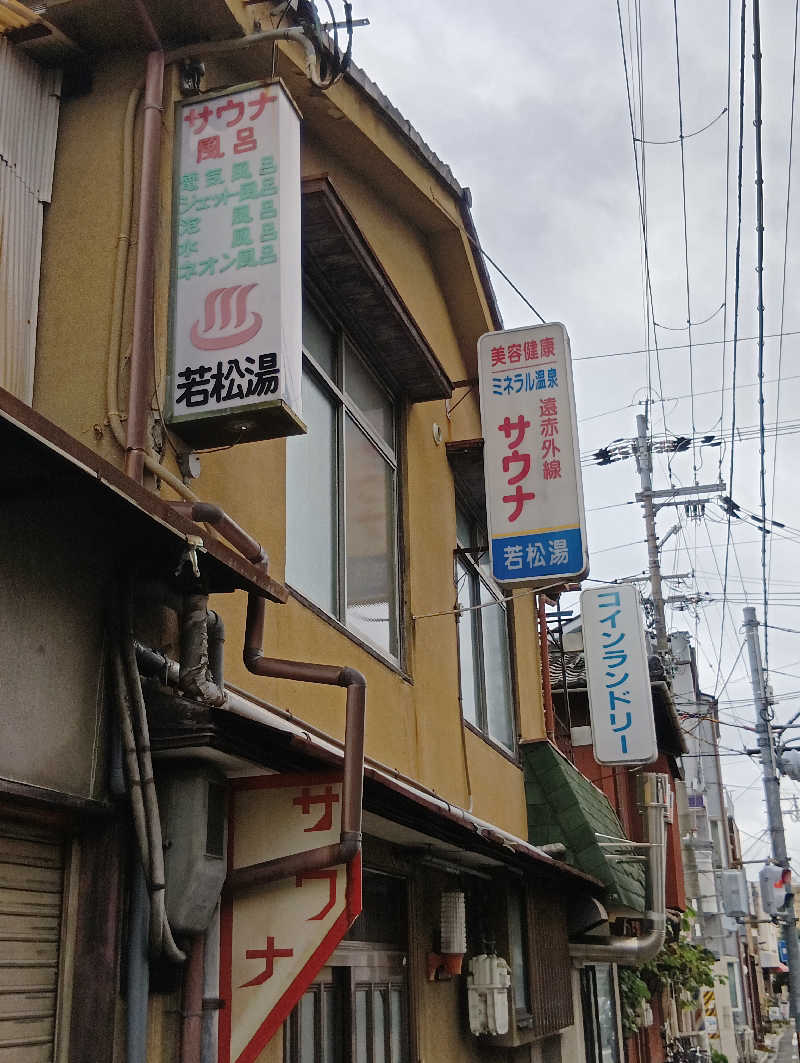 サウナ
風呂
電気風呂
ジェット風呂
泡風呂
水風呂
ネオン風呂
若松湯
美容健康
ミネラル温泉
遠赤外線
サウナ
若松湯
コインランドリー
サウナ